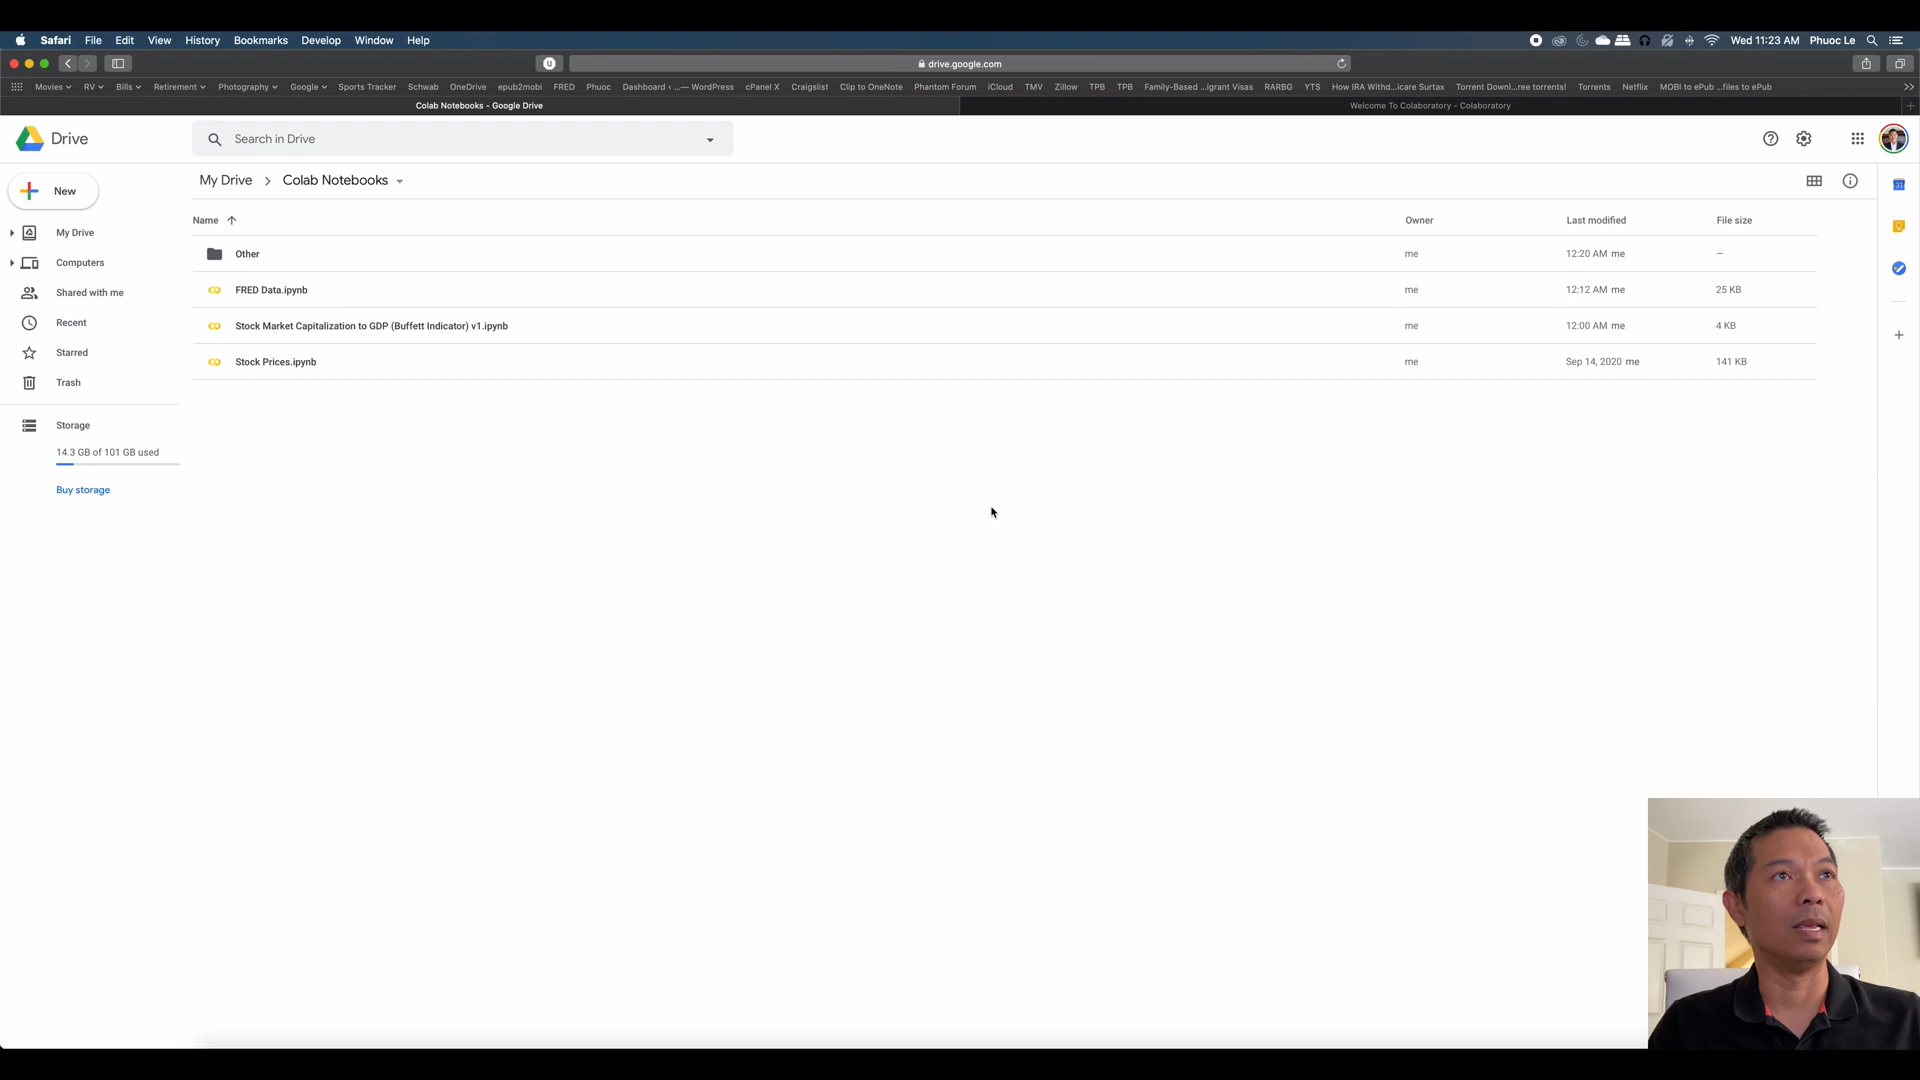 Safari File Edit View History Bookmarks Develop Window Help Wed 11:23 AM Phuoc Le
drive.google.com
Movies RV Bills Retirement Photography Google Sports Tracker Schwab OneDrive epub2mobi FRED Phuoc Dashboard ‹ ...— WordPress cPanel X Craigslist Clip to OneNote Phantom Forum iCloud TMV Zillow TPB TPB Family-Based ...igrant Visas RARBG YTS How IRA Withd...icare Surtax Torrent Downl...ree torrents! Torrents Netflix MOBI to ePub ...files to ePub
Colab Notebooks - Google Drive Welcome To Colaboratory - Colaboratory
Drive
Search in Drive
New
My Drive
Computers
Shared with me
Recent
Starred
Trash
Storage
14.3 GB of 101 GB used
Buy storage
My Drive > Colab Notebooks
Name Owner Last modified File size
Other me 12:20 AM me —
FRED Data.ipynb me 12:12 AM me 25 KB
Stock Market Capitalization to GDP (Buffett Indicator) v1.ipynb me 12:00 AM me 4 KB
Stock Prices.ipynb me Sep 14, 2020 me 141 KB
31